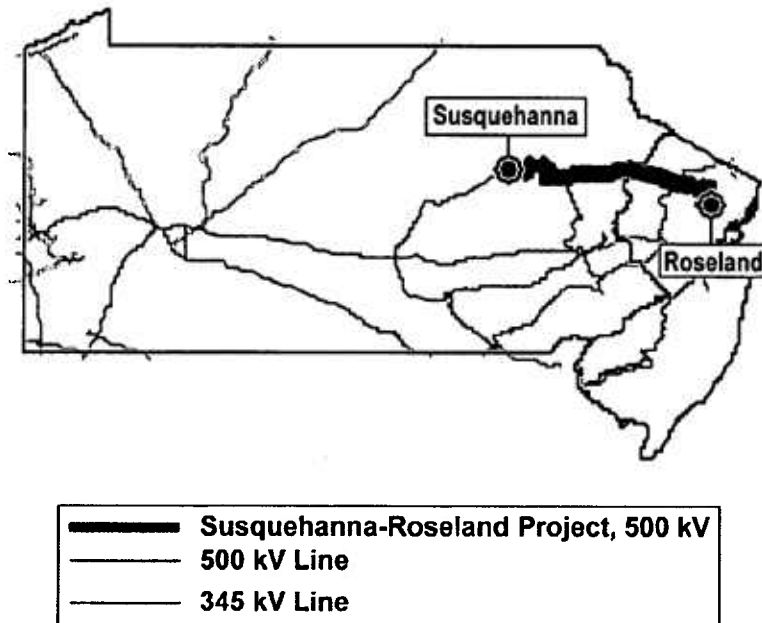 Susquehanna
Roseland
Susquehanna-Roseland Project, 500 kV
500 kV Line
345 kV Line